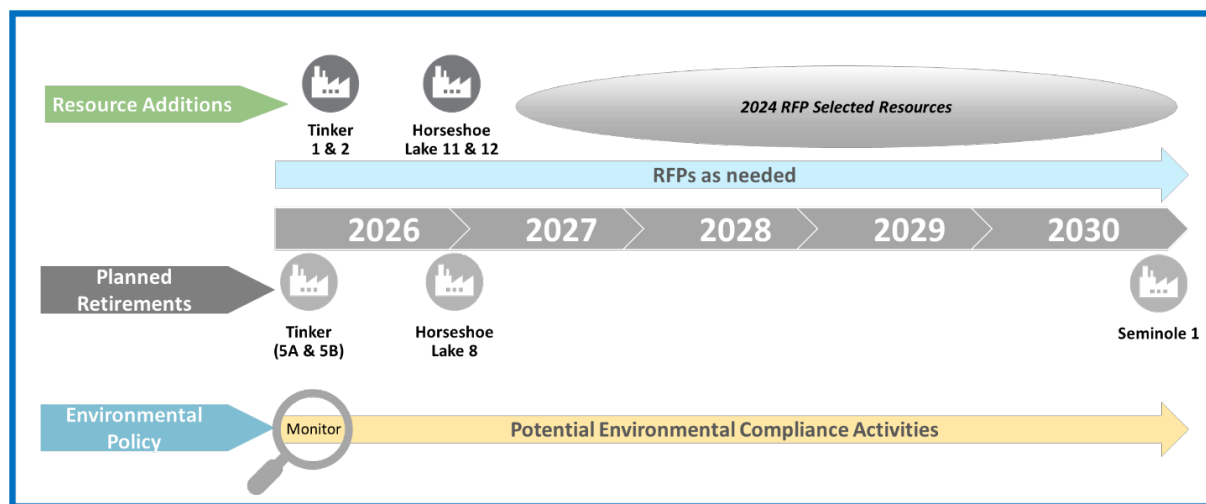 Resource Additions
Tinker
1 & 2
Horseshoe
Lake 11 & 12
2024 RFP Selected Resources
RFPs as needed
2026
2027
2028
2029
2030
Planned
Retirements
Tinker
(5A & 5B)
Horseshoe
Lake 8
Seminole 1
Environmental
Policy
Monitor
Potential Environmental Compliance Activities